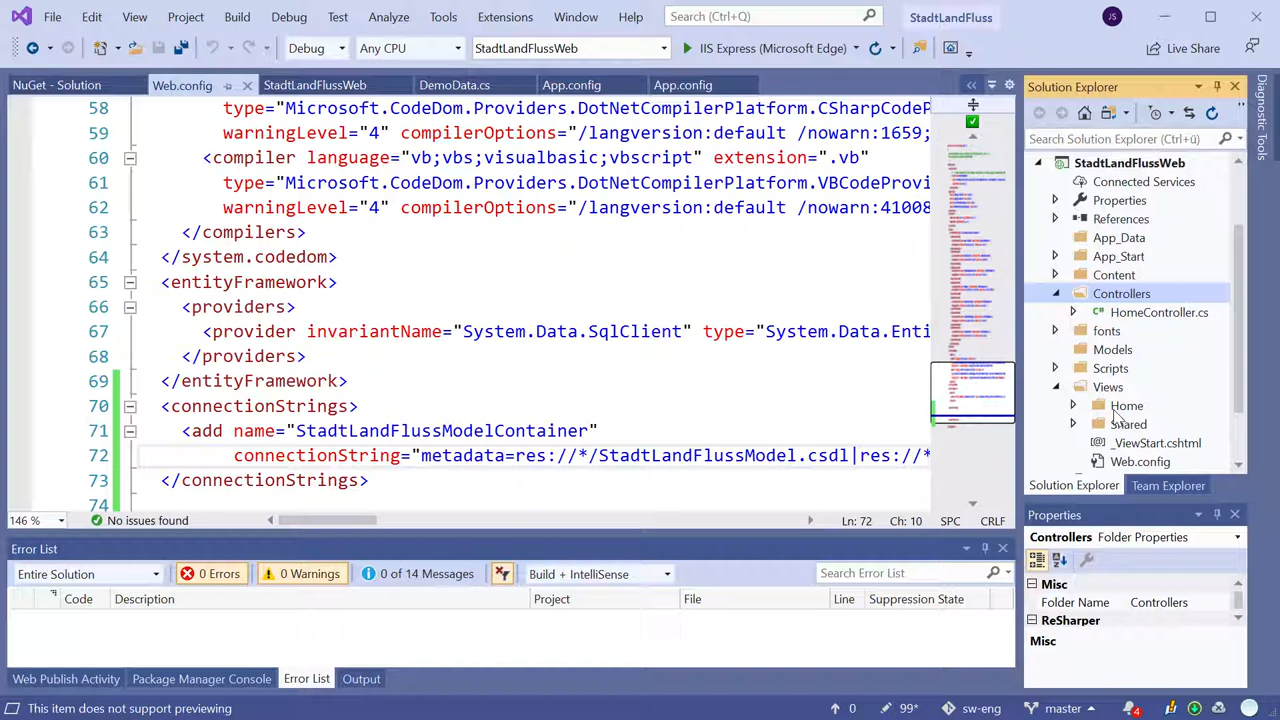 File Edit View Project Build Debug Test Analyze Tools Extensions Window Help Search (Ctrl+Q) StadtLandFluss JS
Debug Any CPU StadtLandFlussWeb IIS Express (Microsoft Edge) Live Share
NuGet - Solution Web.config StadtLandFlussWeb DemoData.cs App.config App.config
58 type="Microsoft.CodeDom.Providers.DotNetCompilerPlatform.CSharpCodeP
59 warningLevel="4" compilerOptions="/langversion:default /nowarn:1659;
60 <compiler language="vb;vbs;visualbasic;vbscript" extension=".vb"
61 type="Microsoft.CodeDom.Providers.DotNetCompilerPlatform.VBCodeProvi
62 warningLevel="4" compilerOptions="/langversion:default /nowarn:41008
63
64 </system.codedom>
65 <entityFramework>
66 <providers>
67 <provider invariantName="System.Data.SqlClient" type="System.Data.Enti
68 </providers>
69 </entityFramework>
70 <connectionStrings>
71 <add name="StadtLandFlussModelContainer"
72 connectionString="metadata=res://*/StadtLandFlussModel.csdl|res://*
73 </connectionStrings>
74
146 % No issues found Ln: 72 Ch: 10 SPC CRLF
Solution Explorer
Search Solution Explorer (Ctrl+ü)
StadtLandFlussWeb
Connected Services
Properties
References
App_Data
App_Start
Content
Controllers
HomeController.cs
fonts
Models
Scripts
Views
Home
Shared
_ViewStart.cshtml
Web.config
Solution Explorer Team Explorer
Diagnostic Tools
Properties
Controllers Folder Properties
Misc
Folder Name Controllers
ReSharper
Misc
Error List
Entire Solution 0 Errors 0 Warnings 0 of 14 Messages Build + IntelliSense Search Error List
Code Description Project File Line Suppression State
Web Publish Activity Package Manager Console Error List Output
This item does not support previewing 0 99* sw-eng master 4